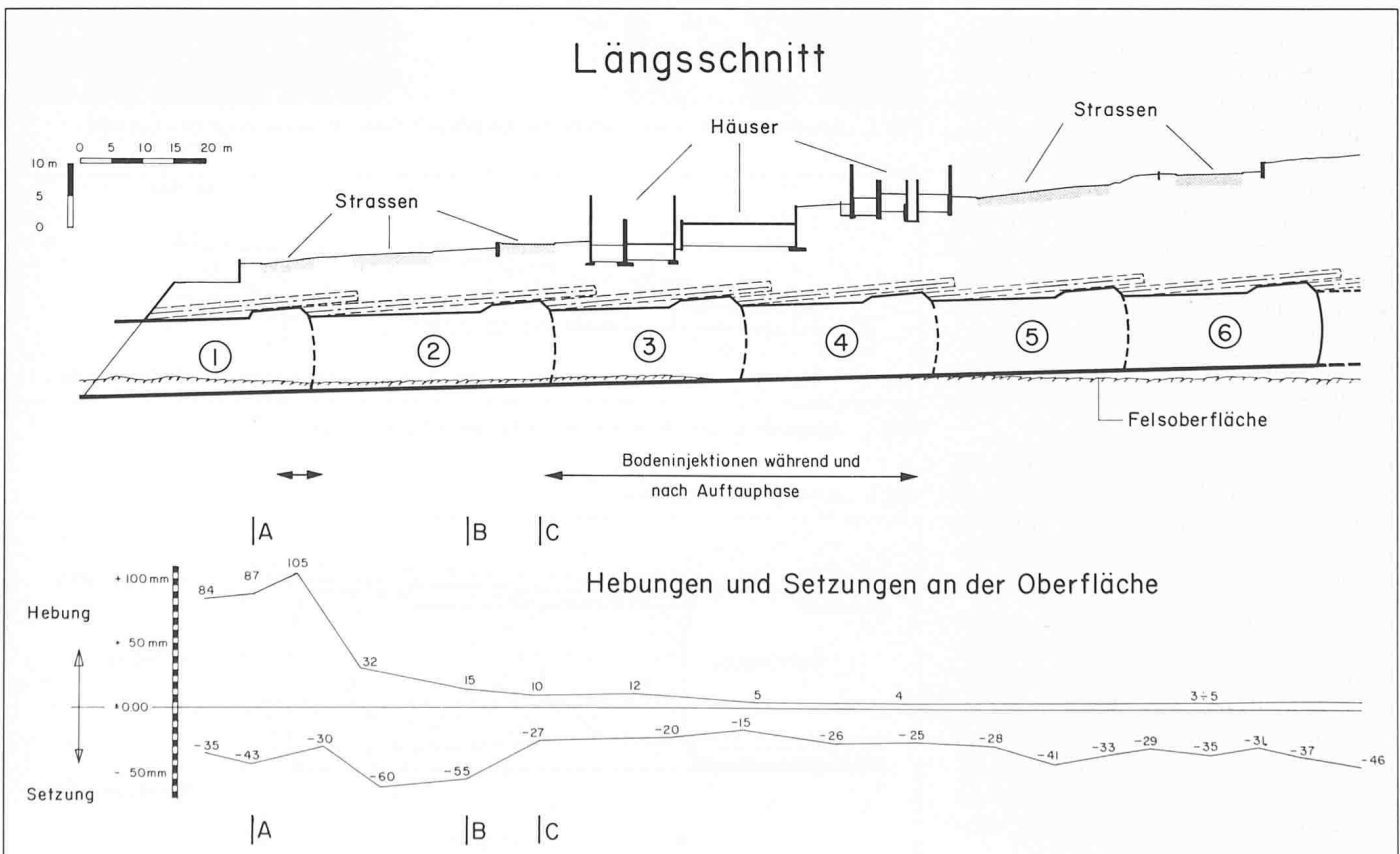 Längsschnitt
0 5 10 15 20 m
10 m
5
0
Strassen
Häuser
Strassen
1 2 3 4 5 6
Felsoberfläche
Bodeninjektionen während und
nach Auftauphase
A B C
Hebungen und Setzungen an der Oberfläche
Hebung
Setzung
+ 100 mm
+ 50 mm
±000
- 50 mm
84 87 105 32 15 10 12 5 4 3÷5
-35 -43 -30 -60 -55 -27 -20 -15 -26 -25 -28 -41 -33 -29 -35 -31 -37 -46
A B C